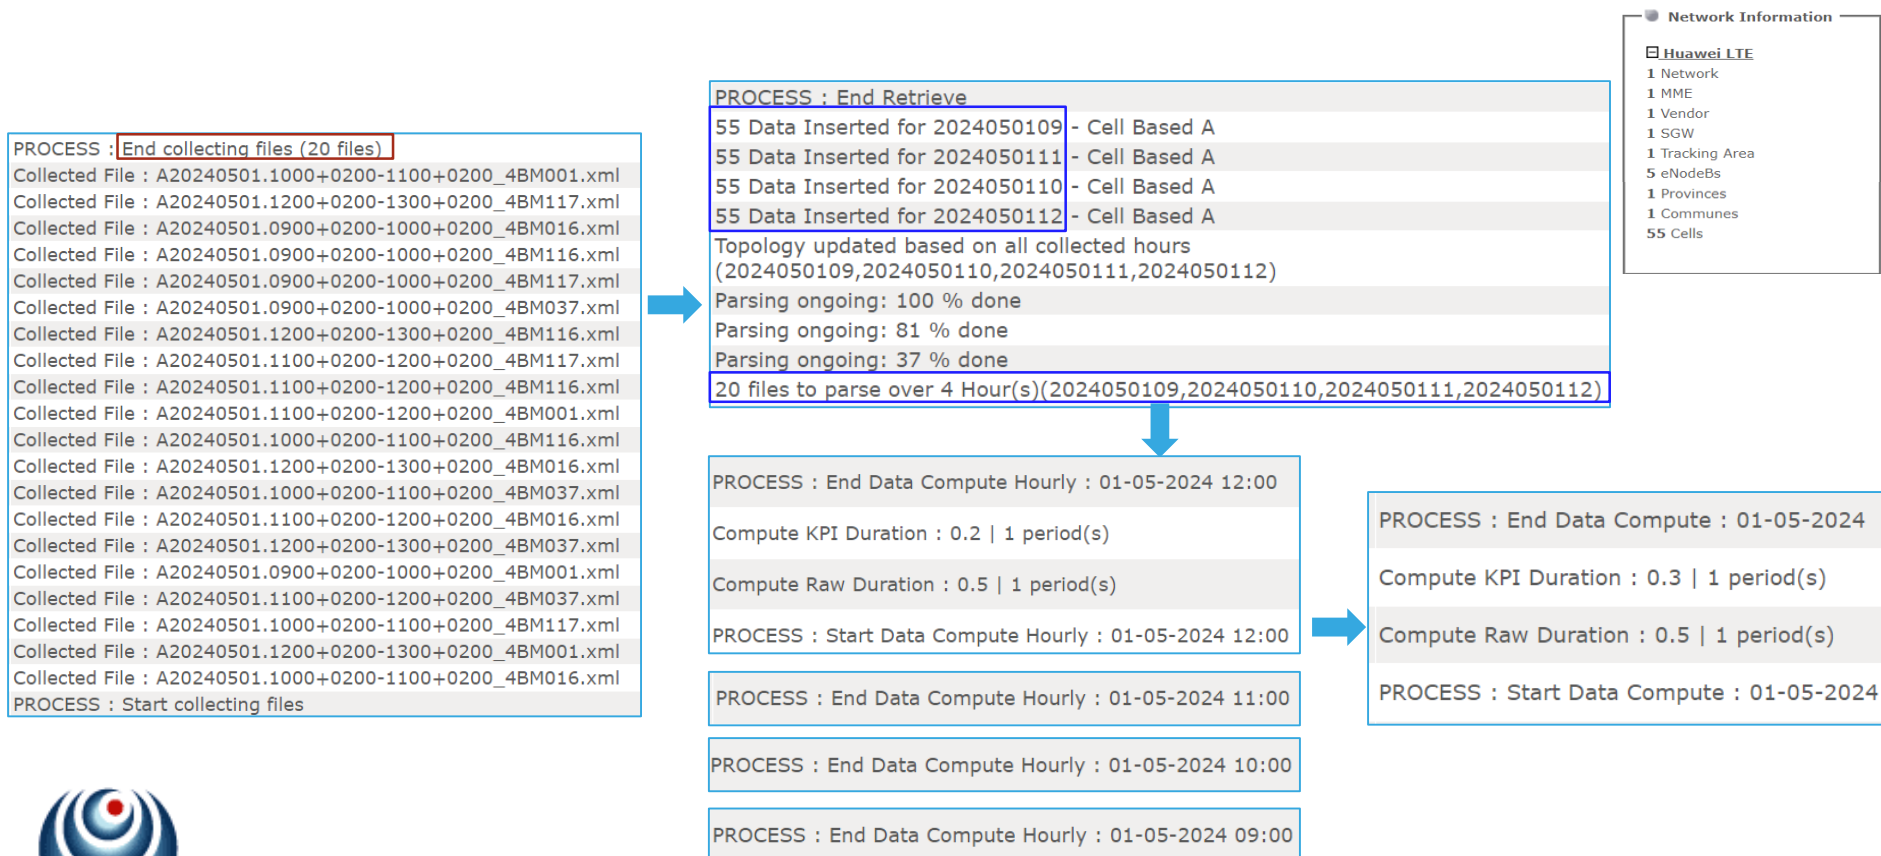 Network Information
Huawei LTE
1 Network
1 MME
1 Vendor
1 SGW
1 Tracking Area
5 eNodeBs
1 Provinces
1 Communes
55 Cells
PROCESS : End collecting files (20 files)
Collected File : A20240501.1000+0200-1100+0200_4BM001.xml
Collected File : A20240501.1200+0200-1300+0200_4BM117.xml
Collected File : A20240501.0900+0200-1000+0200_4BM016.xml
Collected File : A20240501.0900+0200-1000+0200_4BM116.xml
Collected File : A20240501.0900+0200-1000+0200_4BM117.xml
Collected File : A20240501.0900+0200-1000+0200_4BM037.xml
Collected File : A20240501.1200+0200-1300+0200_4BM116.xml
Collected File : A20240501.1100+0200-1200+0200_4BM117.xml
Collected File : A20240501.1100+0200-1200+0200_4BM116.xml
Collected File : A20240501.1100+0200-1200+0200_4BM001.xml
Collected File : A20240501.1000+0200-1100+0200_4BM116.xml
Collected File : A20240501.1200+0200-1300+0200_4BM016.xml
Collected File : A20240501.1000+0200-1100+0200_4BM037.xml
Collected File : A20240501.1100+0200-1200+0200_4BM016.xml
Collected File : A20240501.1200+0200-1300+0200_4BM037.xml
Collected File : A20240501.0900+0200-1000+0200_4BM001.xml
Collected File : A20240501.1100+0200-1200+0200_4BM037.xml
Collected File : A20240501.1000+0200-1100+0200_4BM117.xml
Collected File : A20240501.1200+0200-1300+0200_4BM001.xml
Collected File : A20240501.1000+0200-1100+0200_4BM016.xml
PROCESS : Start collecting files
PROCESS : End Retrieve
55 Data Inserted for 2024050109 - Cell Based A
55 Data Inserted for 2024050111 - Cell Based A
55 Data Inserted for 2024050110 - Cell Based A
55 Data Inserted for 2024050112 - Cell Based A
Topology updated based on all collected hours
(2024050109,2024050110,2024050111,2024050112)
Parsing ongoing: 100 % done
Parsing ongoing: 81 % done
Parsing ongoing: 37 % done
20 files to parse over 4 Hour(s)(2024050109,2024050110,2024050111,2024050112)
PROCESS : End Data Compute Hourly : 01-05-2024 12:00
Compute KPI Duration : 0.2 | 1 period(s)
Compute Raw Duration : 0.5 | 1 period(s)
PROCESS : Start Data Compute Hourly : 01-05-2024 12:00
PROCESS : End Data Compute Hourly : 01-05-2024 11:00
PROCESS : End Data Compute Hourly : 01-05-2024 10:00
PROCESS : End Data Compute Hourly : 01-05-2024 09:00
PROCESS : End Data Compute : 01-05-2024
Compute KPI Duration : 0.3 | 1 period(s)
Compute Raw Duration : 0.5 | 1 period(s)
PROCESS : Start Data Compute : 01-05-2024